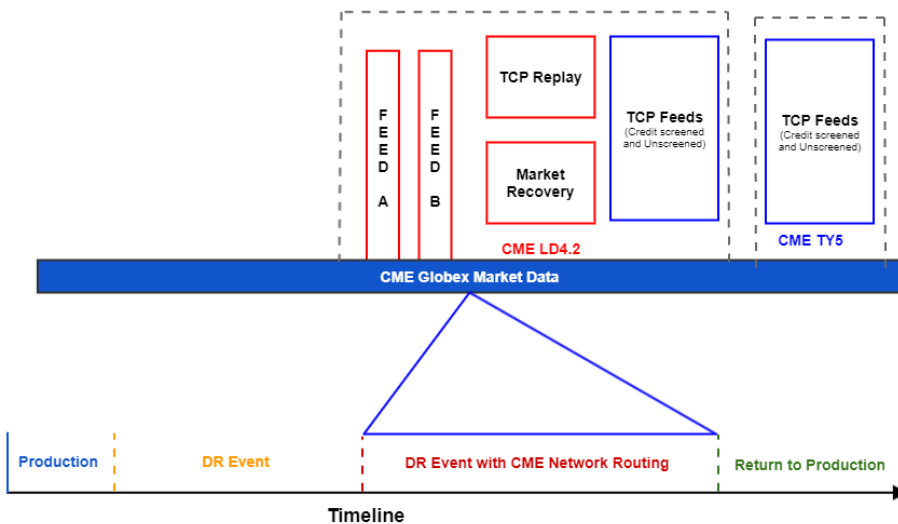 F
E
E
D
A
F
E
E
D
B
TCP Replay
Market
Recovery
TCP Feeds
(Credit screened
and Unscreened)
TCP Feeds
(Credit screened
and Unscreened)
CME LD4.2
CME TY5
CME Globex Market Data
Production
DR Event
DR Event with CME Network Routing
Return to Production
Timeline